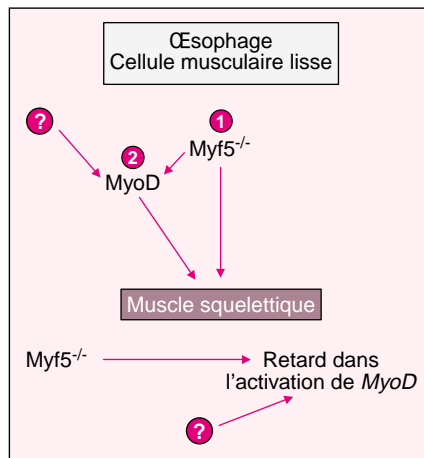 Œsophage
Cellule musculaire lisse
?
1
2
Myf5-/-
MyoD
Muscle squelettique
Myf5-/-
Retard dans
l'activation de MyoD
?